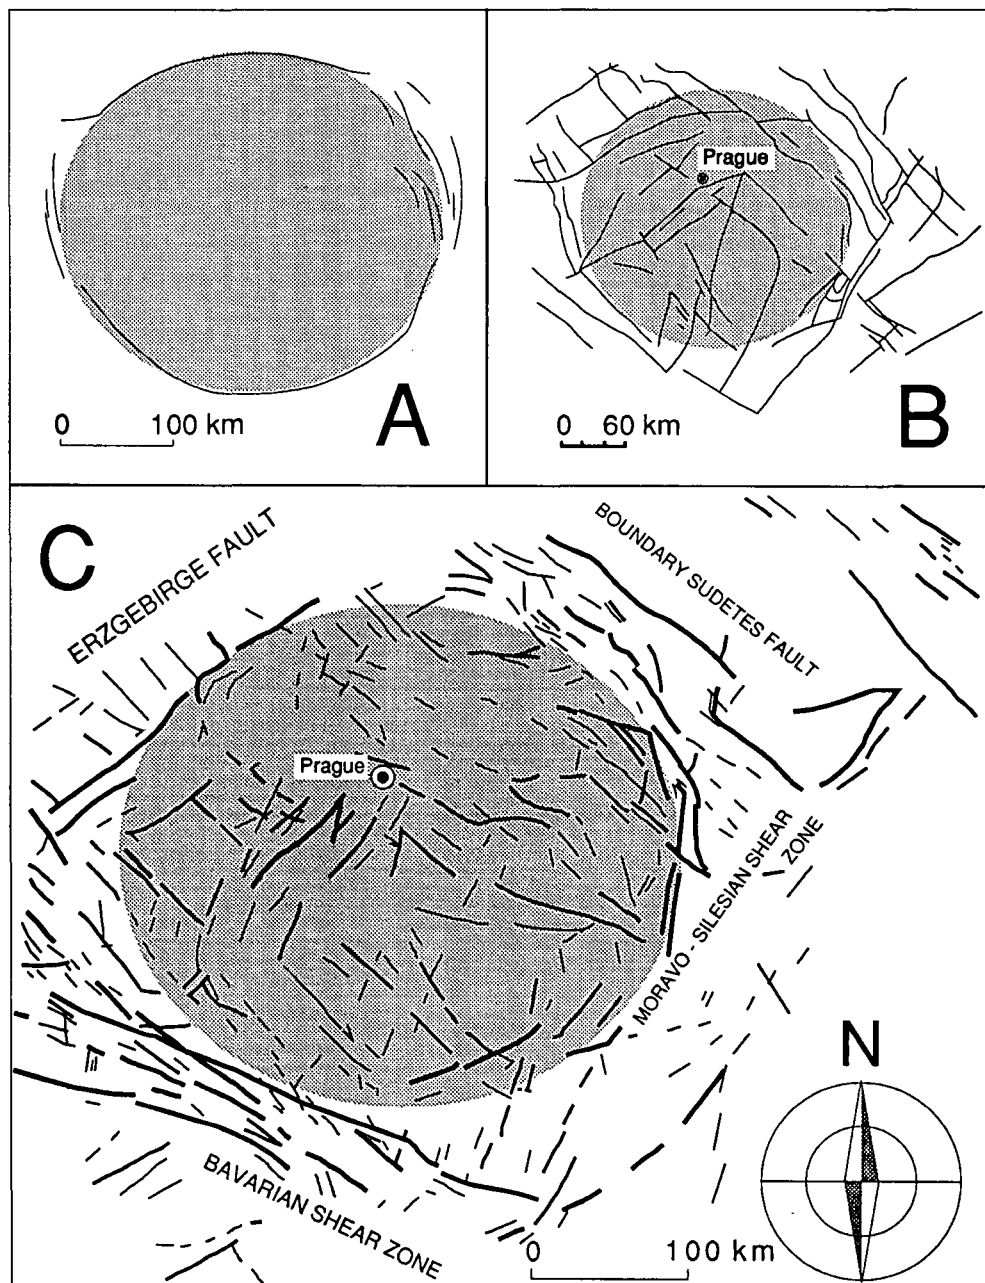 A
0 100 km
Prague
B
0 60 km
C
ERZGEBIRGE FAULT
BOUNDARY SUDETES FAULT
Prague
MORAVO - SILESIAN SHEAR
ZONE
N
BAVARIAN SHEAR ZONE
0 100 km